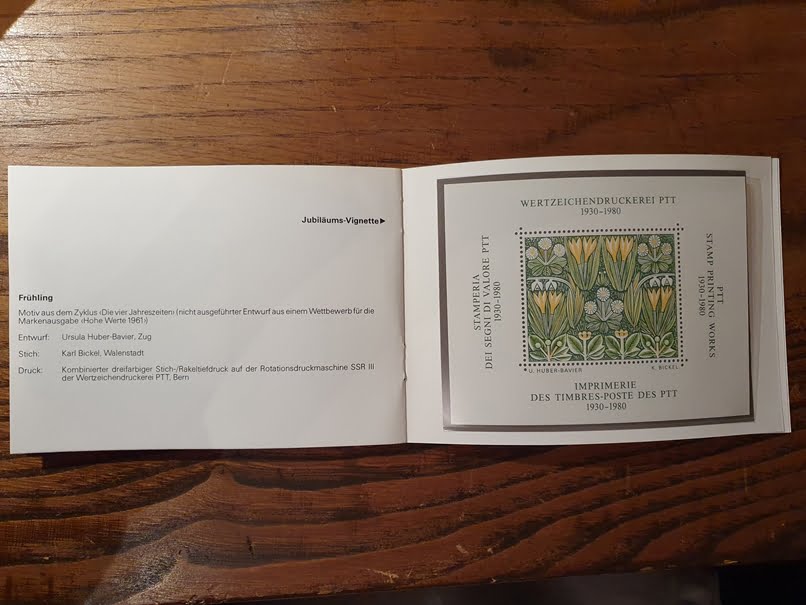 Jubiläums-Vignette▶
Frühling
Motiv aus dem Zyklus ‹Die vier Jahreszeiten› (nicht ausgeführter Entwurf aus einem Wettbewerb für die
Markenausgabe ‹Hohe Werte 1961›)
Entwurf: Ursula Huber-Bavier, Zug
Stich: Karl Bickel, Walenstadt
Druck: Kombinierter dreifarbiger Stich-/Rakeltiefdruck auf der Rotationsdruckmaschine SSR III
der Wertzeichendruckerei PTT, Bern
WERTZEICHENDRUCKEREI PTT
1930–1980
STAMPERIA
DEI SEGNI DI VALORE PTT
1930–1980
PTT
STAMP PRINTING WORKS
1930–1980
U. HUBER-BAVIER
K. BICKEL
IMPRIMERIE
DES TIMBRES-POSTE DES PTT
1930–1980